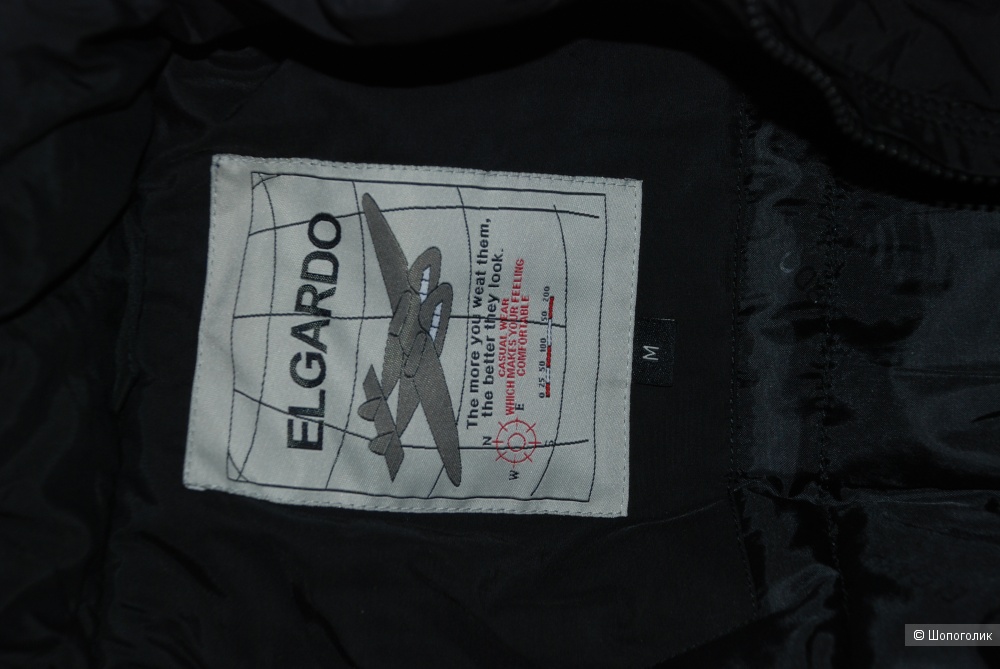 ELGARDO
The more you weat them,
the better they look.
CASUAL WEAR
WHICH MAKES YOUR FEELING
COMFORTABLE
0 25 50 100 150 200
N
W E
S
M
© Шопоголик